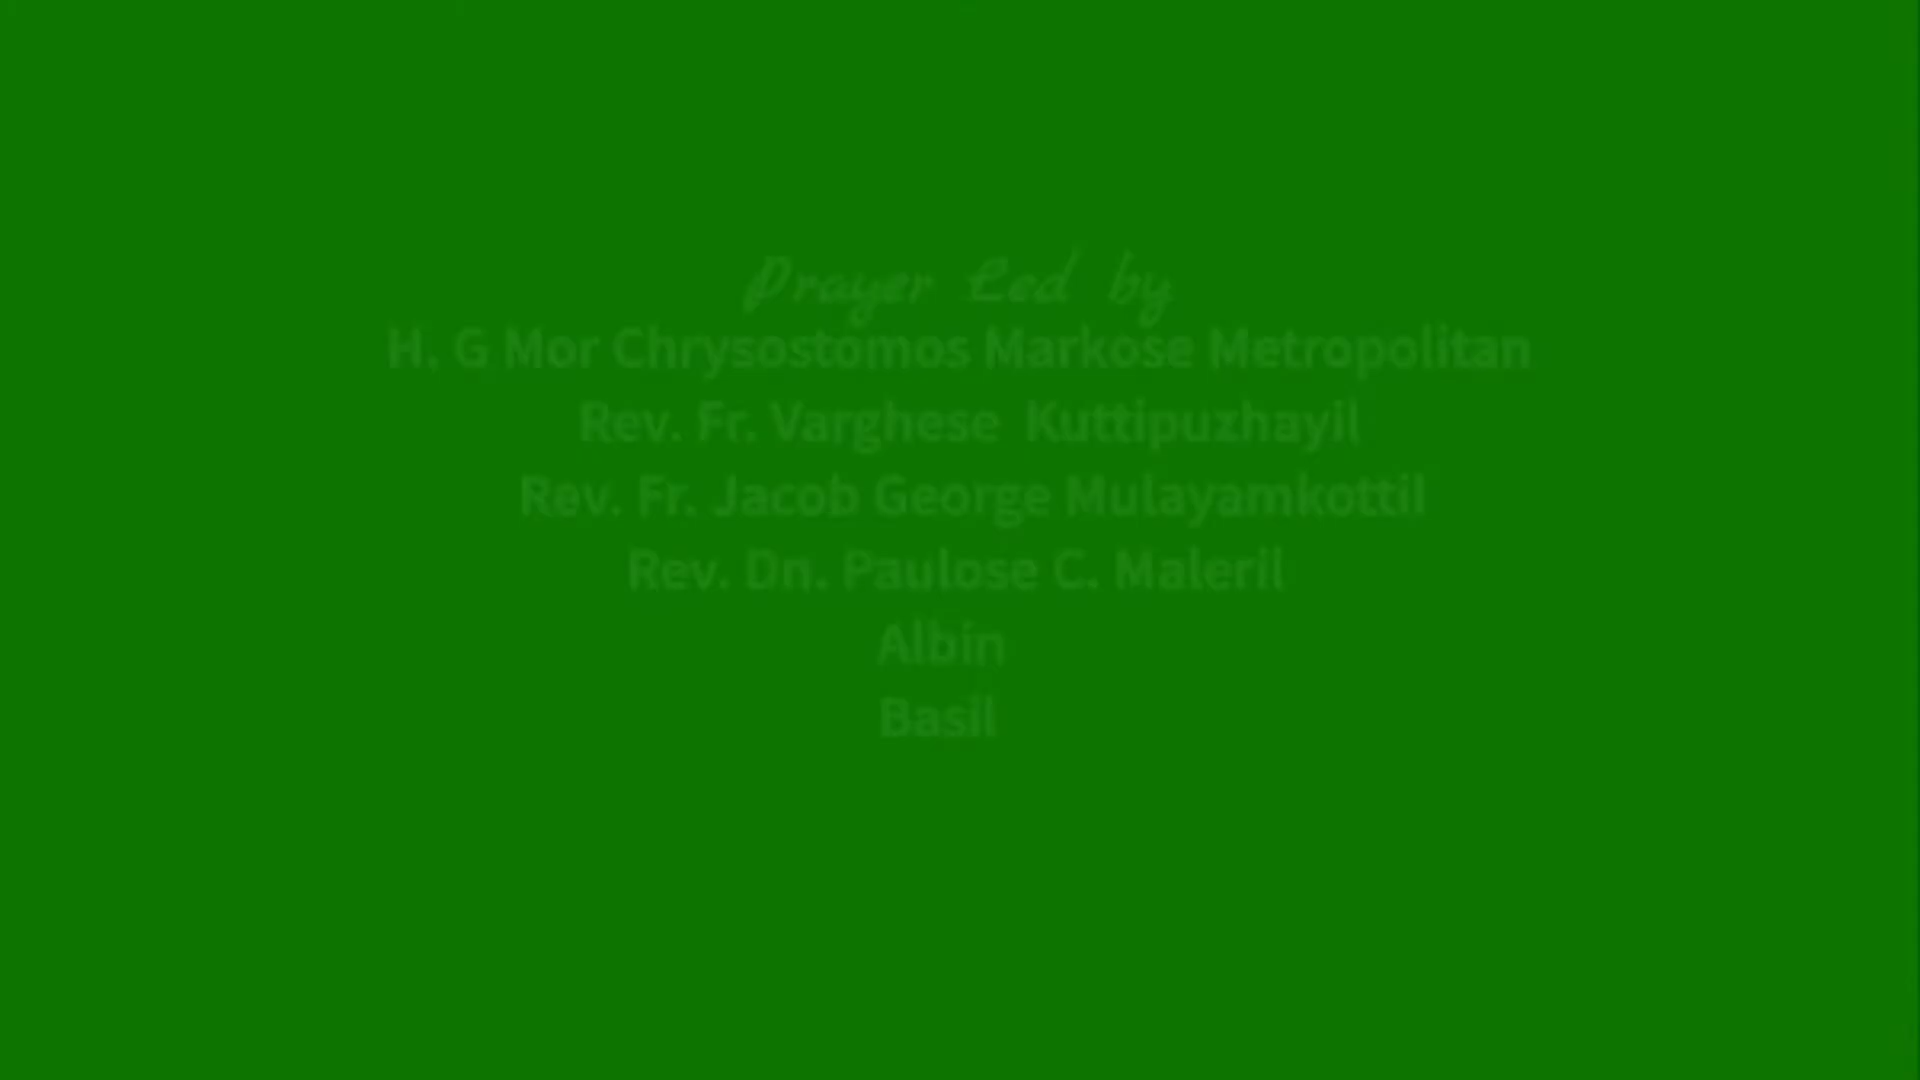 Prayer Led by
H. G Mor Chrysostomos Markose Metropolitan
Rev. Fr. Varghese Kuttipuzhayil
Rev. Fr. Jacob George Mulayamkottil
Rev. Dn. Paulose C. Maleril
Albin
Basil